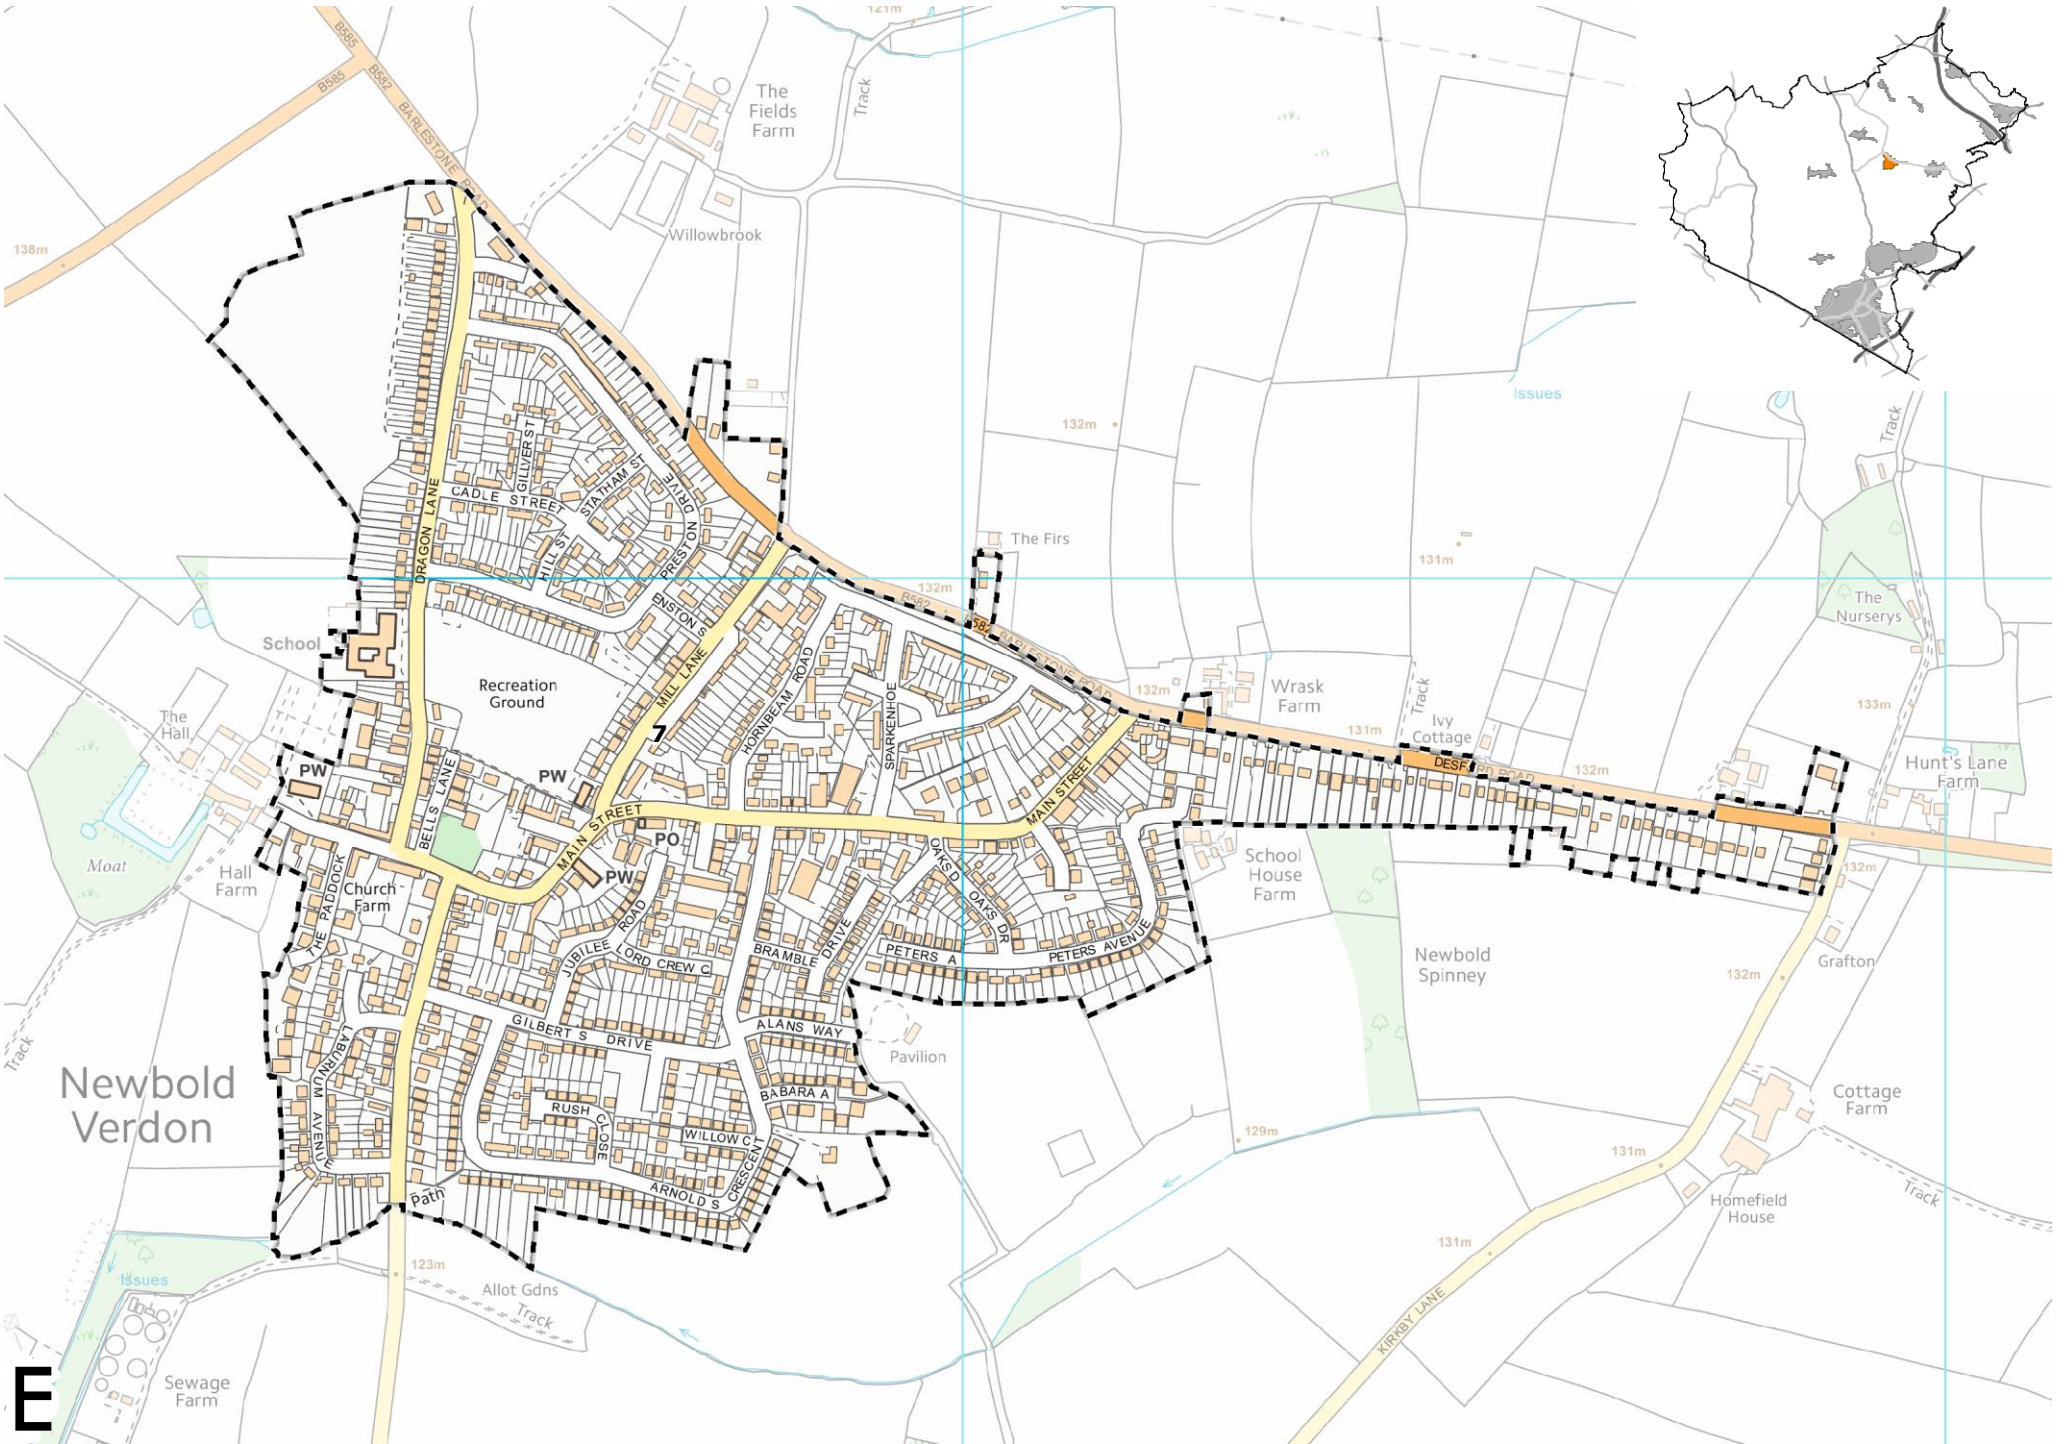 121m
B585
B585
B582
BARLESTONE ROAD
The
Fields
Farm
Track
138m
Willowbrook
Issues
132m
Track
GILLVER ST
STATHAM ST
CADLE STREET
PRESTON DRIVE
HILL ST
DRAGON LANE
The Firs
131m
132m
B582
582
BARLESTONE ROAD
The
Nurserys
ENSTON S
School
MILL LANE
HORNBEAM ROAD
SPARKENHOE
Recreation
Ground
132m
Wrask
Farm
Track
Ivy
Cottage
133m
The
Hall
7
131m
DESFORD ROAD
132m
Hunt's Lane
Farm
PW
PW
BELLS LANE
MAIN STREET
MAIN STREET
PO
PW
Moat
Hall
Farm
THE PADDOCK
Church
Farm
OAKS D
OAKS DR
School
House
Farm
132m
JUBILEE ROAD
LORD CREW C
BRAMBLE DRIVE
PETERS A
PETERS AVENUE
Newbold
Spinney
Grafton
132m
GILBERT'S DRIVE
ALANS WAY
Pavilion
Track
LABURNUM AVENUE
Newbold
Verdon
BABARA A
RUSH CLOSE
WILLOW C
Cottage
Farm
129m
131m
ARNOLD'S CRESCENT
Path
Homefield
House
Track
131m
123m
Issues
Allot Gdns
Track
KIRKBY LANE
Sewage
Farm
E